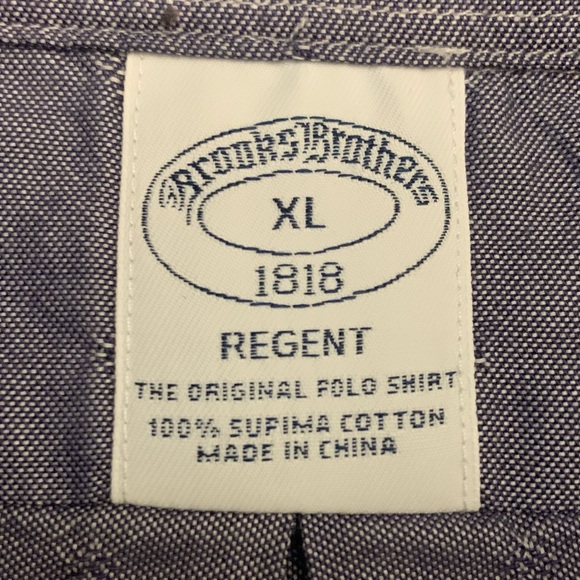 Brooks Brothers
XL
1818
REGENT
THE ORIGINAL POLO SHIRT
100% SUPIMA COTTON
MADE IN CHINA